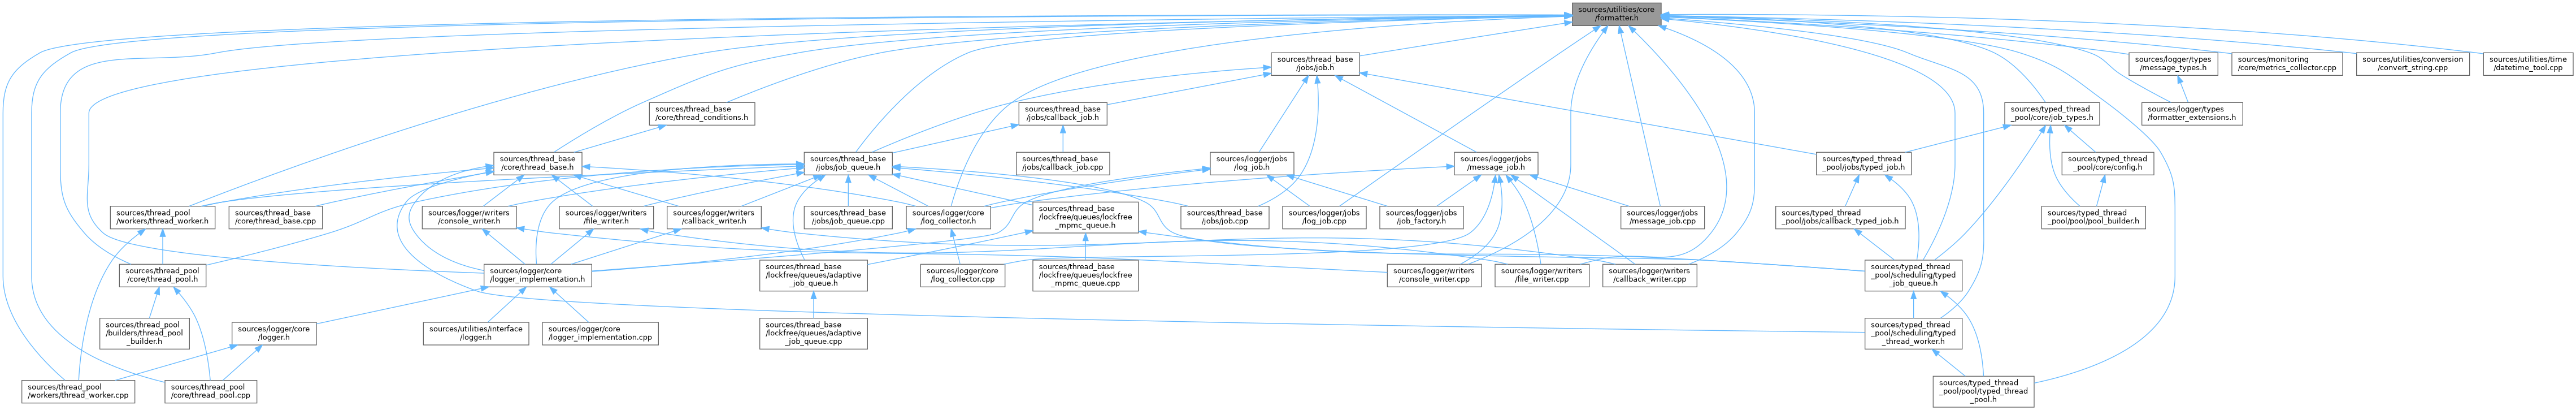 sources/utilities/core
/formatter.h
sources/thread_base
/jobs/job.h
sources/logger/types
/message_types.h
sources/monitoring
/core/metrics_collector.cpp
sources/utilities/conversion
/convert_string.cpp
sources/utilities/time
/datetime_tool.cpp
sources/thread_base
/core/thread_conditions.h
sources/thread_base
/jobs/callback_job.h
sources/typed_thread
_pool/core/job_types.h
sources/logger/types
/formatter_extensions.h
sources/thread_base
/core/thread_base.h
sources/thread_base
/jobs/job_queue.h
sources/thread_base
/jobs/callback_job.cpp
sources/logger/jobs
/log_job.h
sources/logger/jobs
/message_job.h
sources/typed_thread
_pool/jobs/typed_job.h
sources/typed_thread
_pool/core/config.h
sources/thread_pool
/workers/thread_worker.h
sources/thread_base
/core/thread_base.cpp
sources/logger/writers
/console_writer.h
sources/logger/writers
/file_writer.h
sources/logger/writers
/callback_writer.h
sources/thread_base
/jobs/job_queue.cpp
sources/logger/core
/log_collector.h
sources/thread_base
/lockfree/queues/lockfree
_mpmc_queue.h
sources/thread_base
/jobs/job.cpp
sources/logger/jobs
/log_job.cpp
sources/logger/jobs
/job_factory.h
sources/logger/jobs
/message_job.cpp
sources/typed_thread
_pool/jobs/callback_typed_job.h
sources/typed_thread
_pool/pool/pool_builder.h
sources/thread_pool
/core/thread_pool.h
sources/logger/core
/logger_implementation.h
sources/thread_base
/lockfree/queues/adaptive
_job_queue.h
sources/logger/core
/log_collector.cpp
sources/thread_base
/lockfree/queues/lockfree
_mpmc_queue.cpp
sources/logger/writers
/console_writer.cpp
sources/logger/writers
/file_writer.cpp
sources/logger/writers
/callback_writer.cpp
sources/typed_thread
_pool/scheduling/typed
_job_queue.h
sources/thread_pool
/builders/thread_pool
_builder.h
sources/logger/core
/logger.h
sources/utilities/interface
/logger.h
sources/logger/core
/logger_implementation.cpp
sources/thread_base
/lockfree/queues/adaptive
_job_queue.cpp
sources/typed_thread
_pool/scheduling/typed
_thread_worker.h
sources/thread_pool
/workers/thread_worker.cpp
sources/thread_pool
/core/thread_pool.cpp
sources/typed_thread
_pool/pool/typed_thread
_pool.h